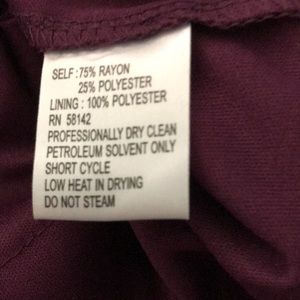 SELF : 75% RAYON
25% POLYESTER
LINING : 100% POLYESTER
RN 58142
PROFESSIONALLY DRY CLEAN
PETROLEUM SOLVENT ONLY
SHORT CYCLE
LOW HEAT IN DRYING
DO NOT STEAM